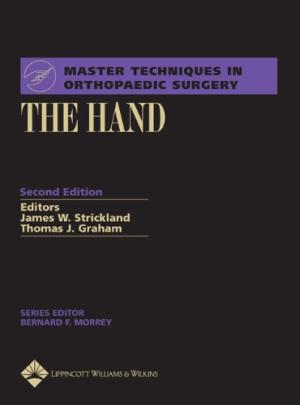 MASTER TECHNIQUES IN
ORTHOPAEDIC SURGERY
THE HAND
Second Edition
Editors
James W. Strickland
Thomas J. Graham
SERIES EDITOR
BERNARD F. MORREY
LIPPINCOTT WILLIAMS & WILKINS